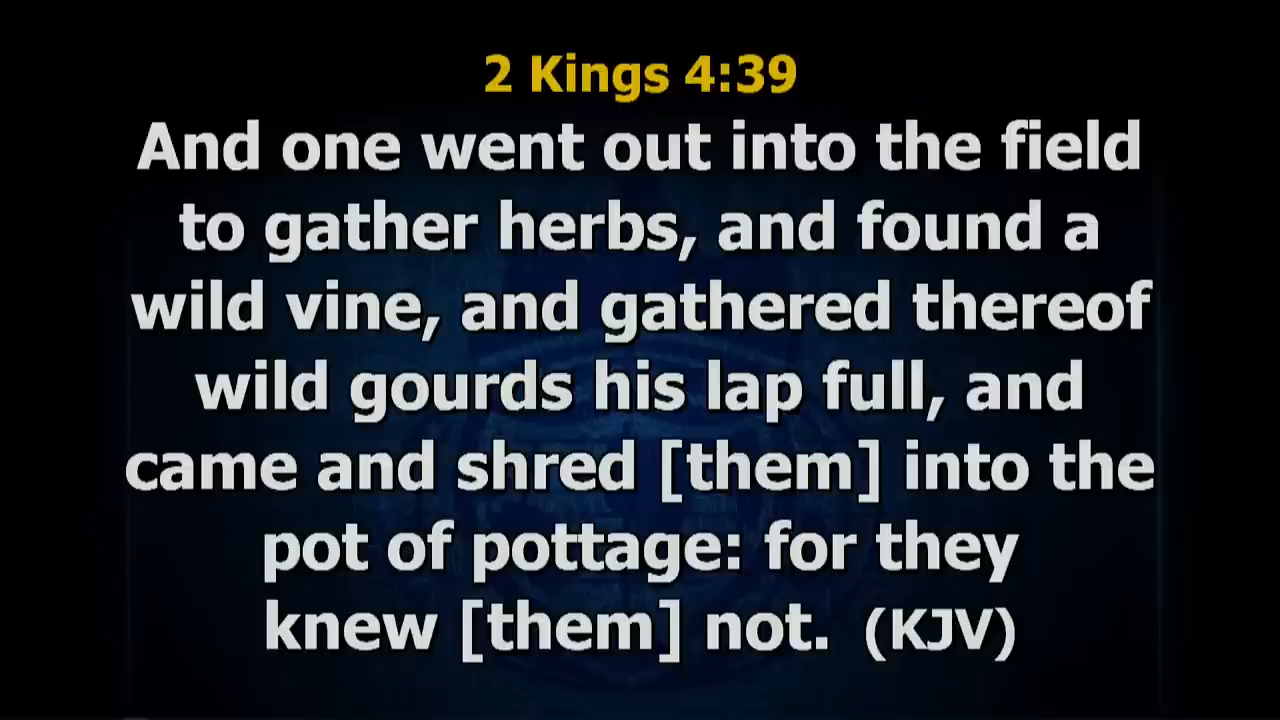 2 Kings 4:39
And one went out into the field
to gather herbs, and found a
wild vine, and gathered thereof
wild gourds his lap full, and
came and shred [them] into the
pot of pottage: for they
knew [them] not. (KJV)